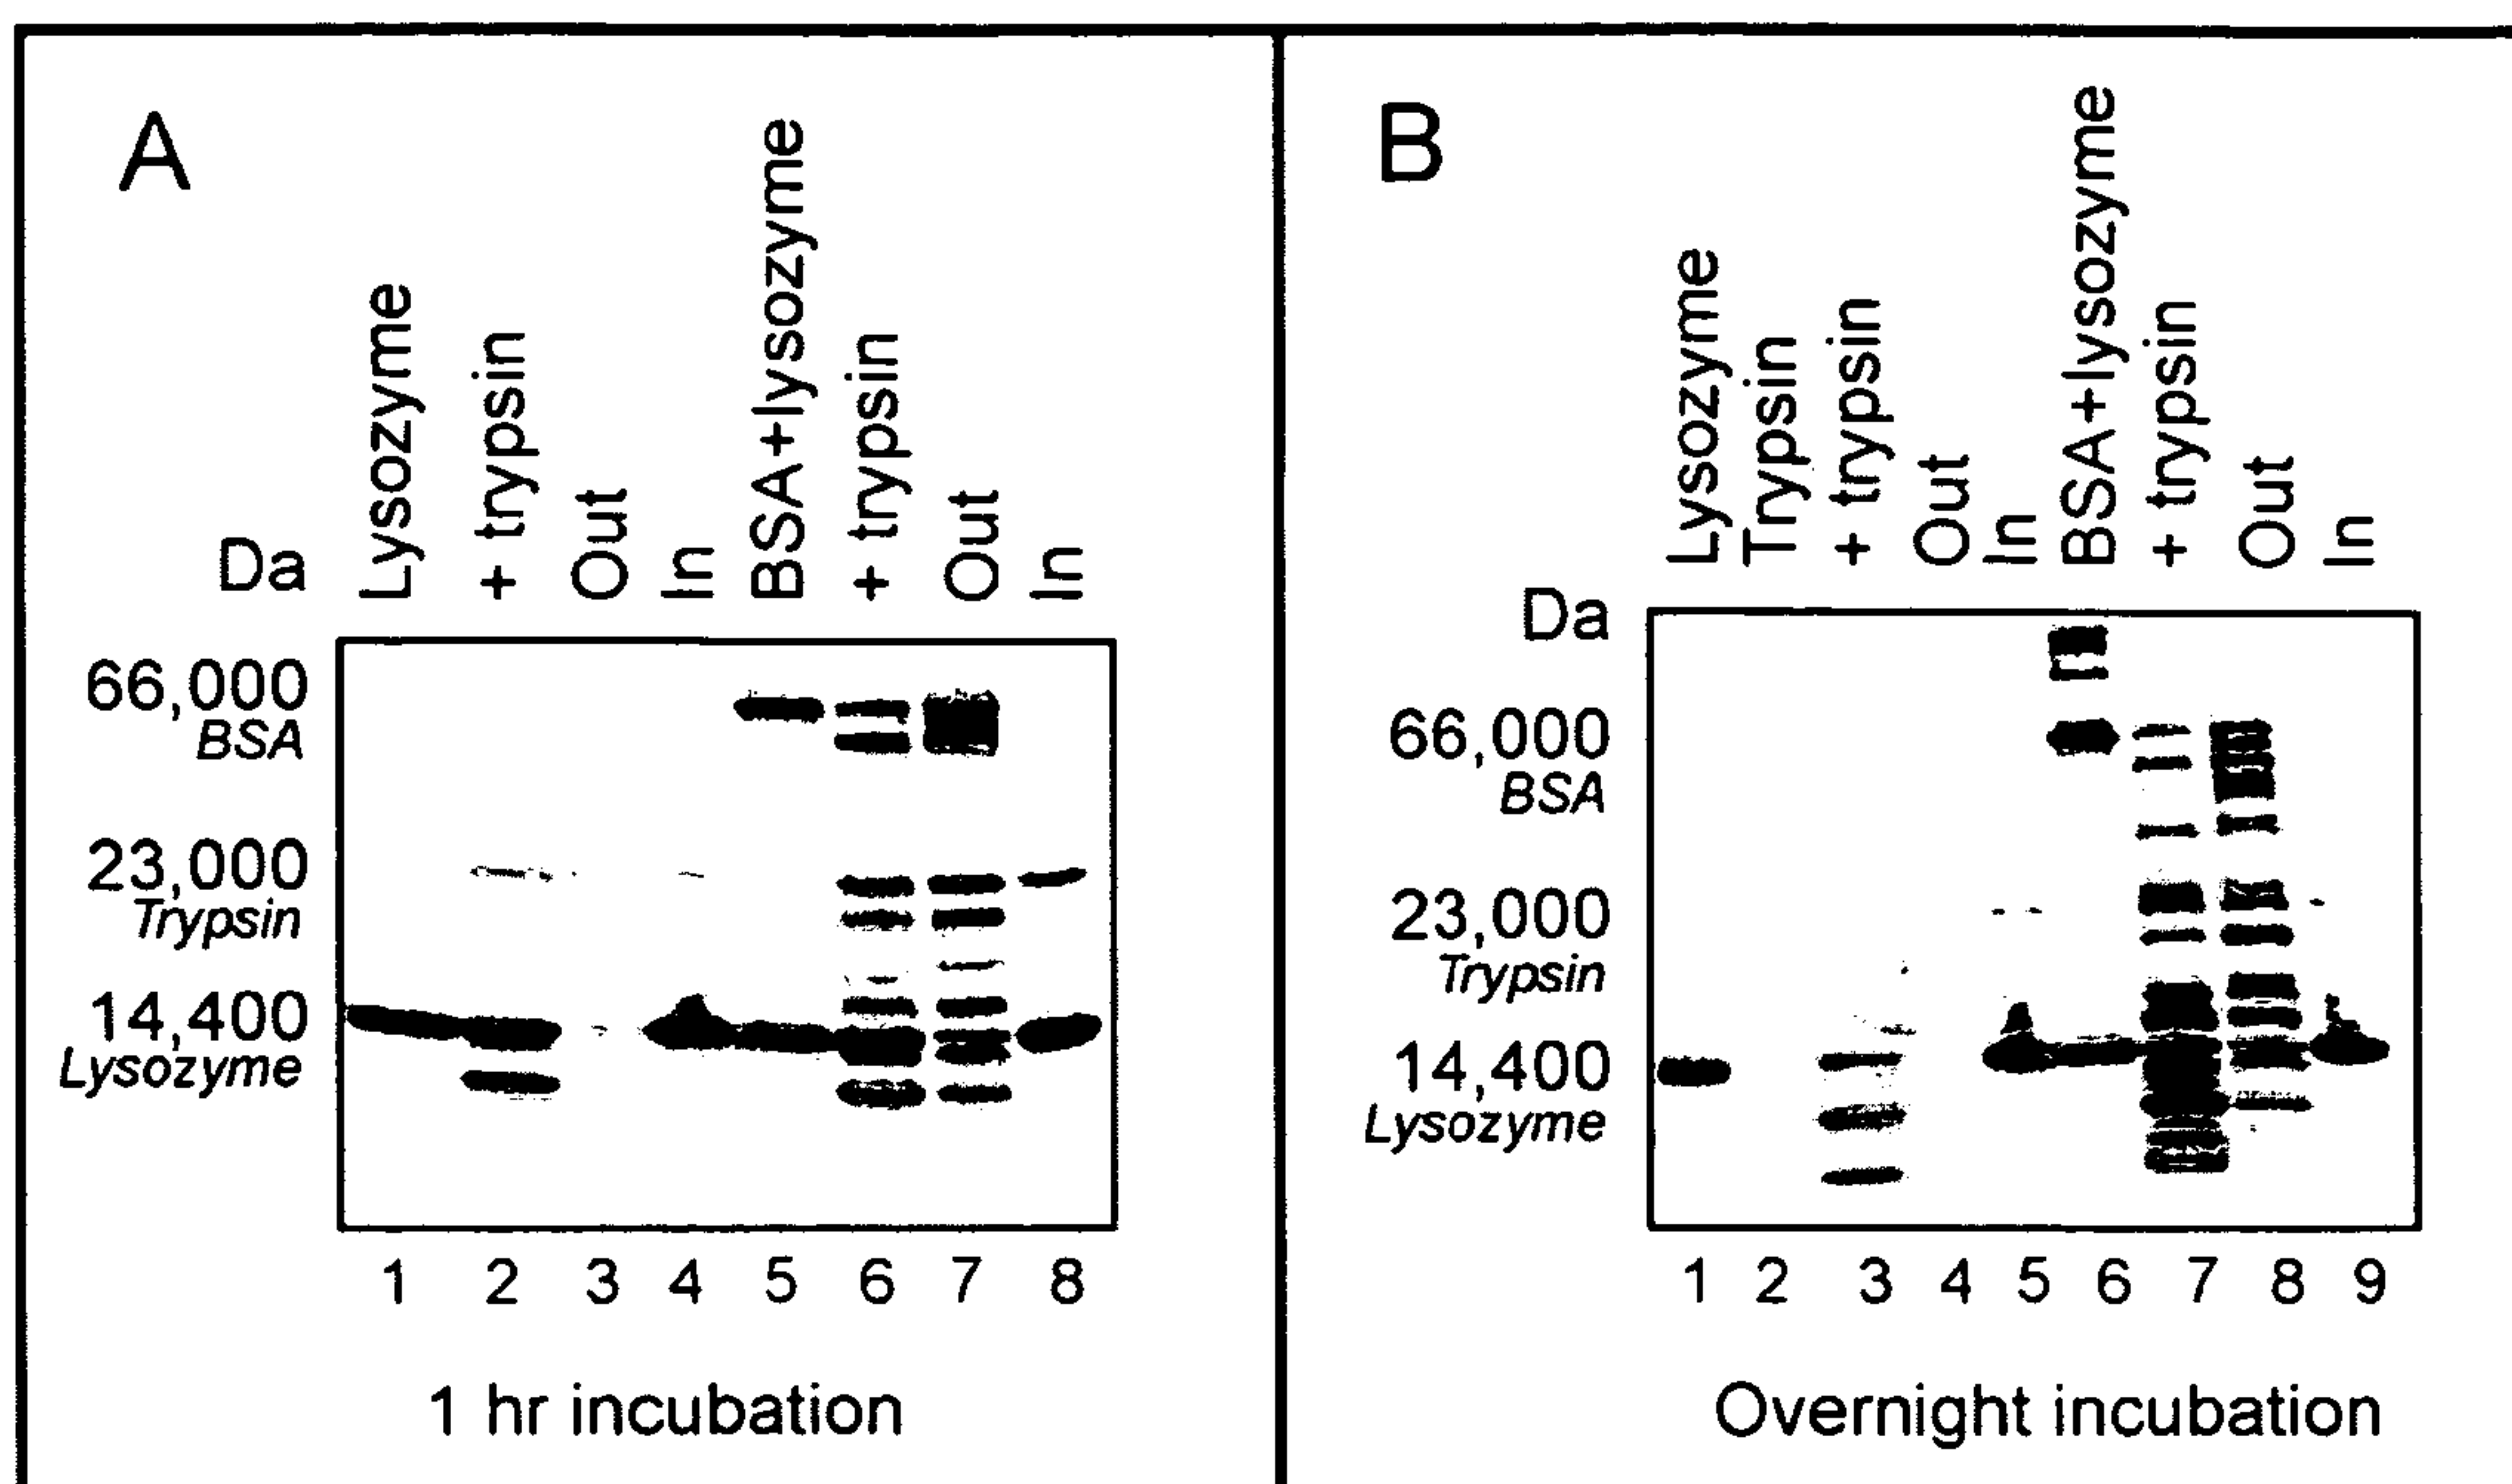 A
Da
Lysozyme
+ trypsin
Out
In
BSA+lysozyme
+ trypsin
Out
In
66,000
BSA
23,000
Trypsin
14,400
Lysozyme
1 2 3 4 5 6 7 8
1 hr incubation
B
Da
Lysozyme
Trypsin
+ trypsin
Out
In
BSA+lysozyme
+ trypsin
Out
In
66,000
BSA
23,000
Trypsin
14,400
Lysozyme
1 2 3 4 5 6 7 8 9
Overnight incubation